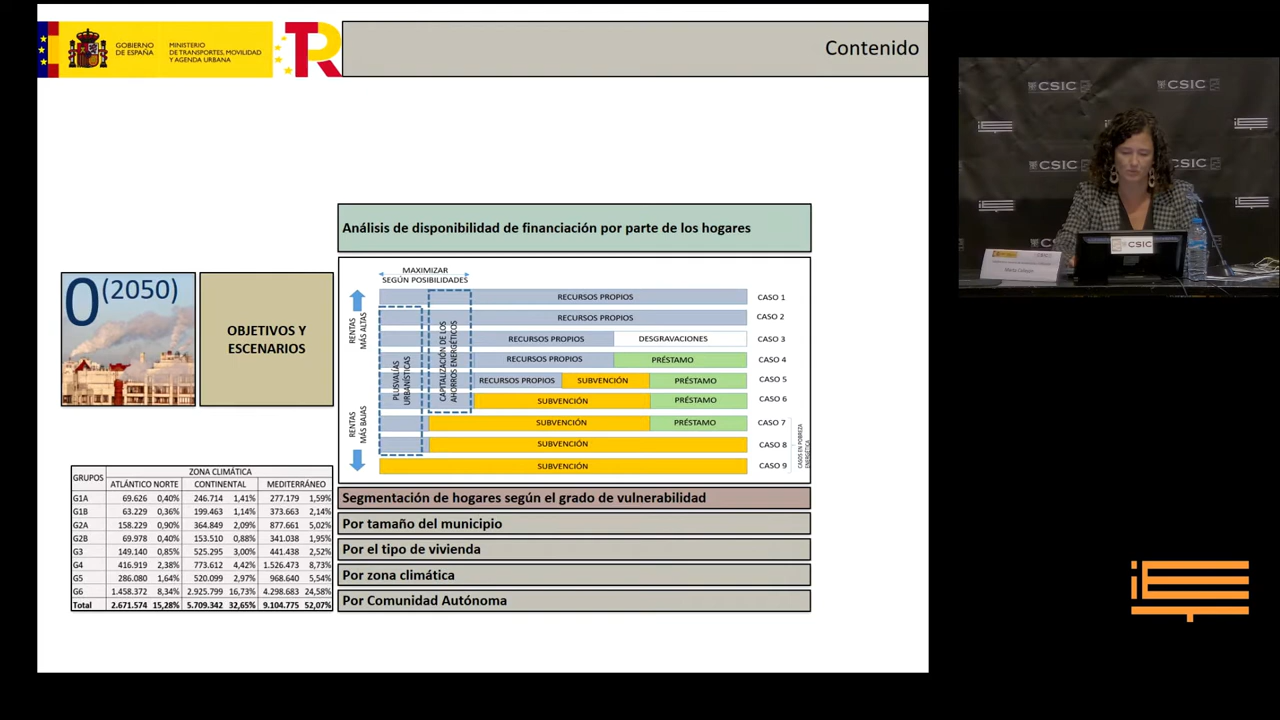 GOBIERNO
DE ESPAÑA
MINISTERIO
DE TRANSPORTES, MOVILIDAD
Y AGENDA URBANA
TR
Contenido
Análisis de disponibilidad de financiación por parte de los hogares
0(2050)
OBJETIVOS Y
ESCENARIOS
MAXIMIZAR
SEGÚN POSIBILIDADES
RENTAS
MÁS ALTAS
RENTAS
MÁS BAJAS
PLUSVALÍAS
URBANÍSTICAS
CAPITALIZACIÓN DE LOS
AHORROS ENERGÉTICOS
RECURSOS PROPIOS CASO 1
RECURSOS PROPIOS CASO 2
RECURSOS PROPIOS DESGRAVACIONES CASO 3
RECURSOS PROPIOS PRÉSTAMO CASO 4
RECURSOS PROPIOS SUBVENCIÓN PRÉSTAMO CASO 5
SUBVENCIÓN PRÉSTAMO CASO 6
SUBVENCIÓN PRÉSTAMO CASO 7
SUBVENCIÓN CASO 8
SUBVENCIÓN CASO 9
CASOS EN POBREZA
ENERGÉTICA
GRUPOS ZONA CLIMÁTICA
ATLÁNTICO NORTE CONTINENTAL MEDITERRÁNEO
G1A 69.626 0,40% 246.714 1,41% 277.179 1,59%
G1B 63.229 0,36% 199.463 1,14% 373.663 2,14%
G2A 158.229 0,90% 364.849 2,09% 877.661 5,02%
G2B 69.978 0,40% 153.510 0,88% 341.038 1,95%
G3 149.140 0,85% 525.295 3,00% 441.438 2,52%
G4 416.919 2,38% 773.612 4,42% 1.526.473 8,73%
G5 286.080 1,64% 520.099 2,97% 968.640 5,54%
G6 1.458.372 8,34% 2.925.799 16,73% 4.298.683 24,58%
Total 2.671.574 15,28% 5.709.342 32,65% 9.104.775 52,07%
Segmentación de hogares según el grado de vulnerabilidad
Por tamaño del municipio
Por el tipo de vivienda
Por zona climática
Por Comunidad Autónoma
CSIC
CSIC
CSIC
CSIC
CSIC